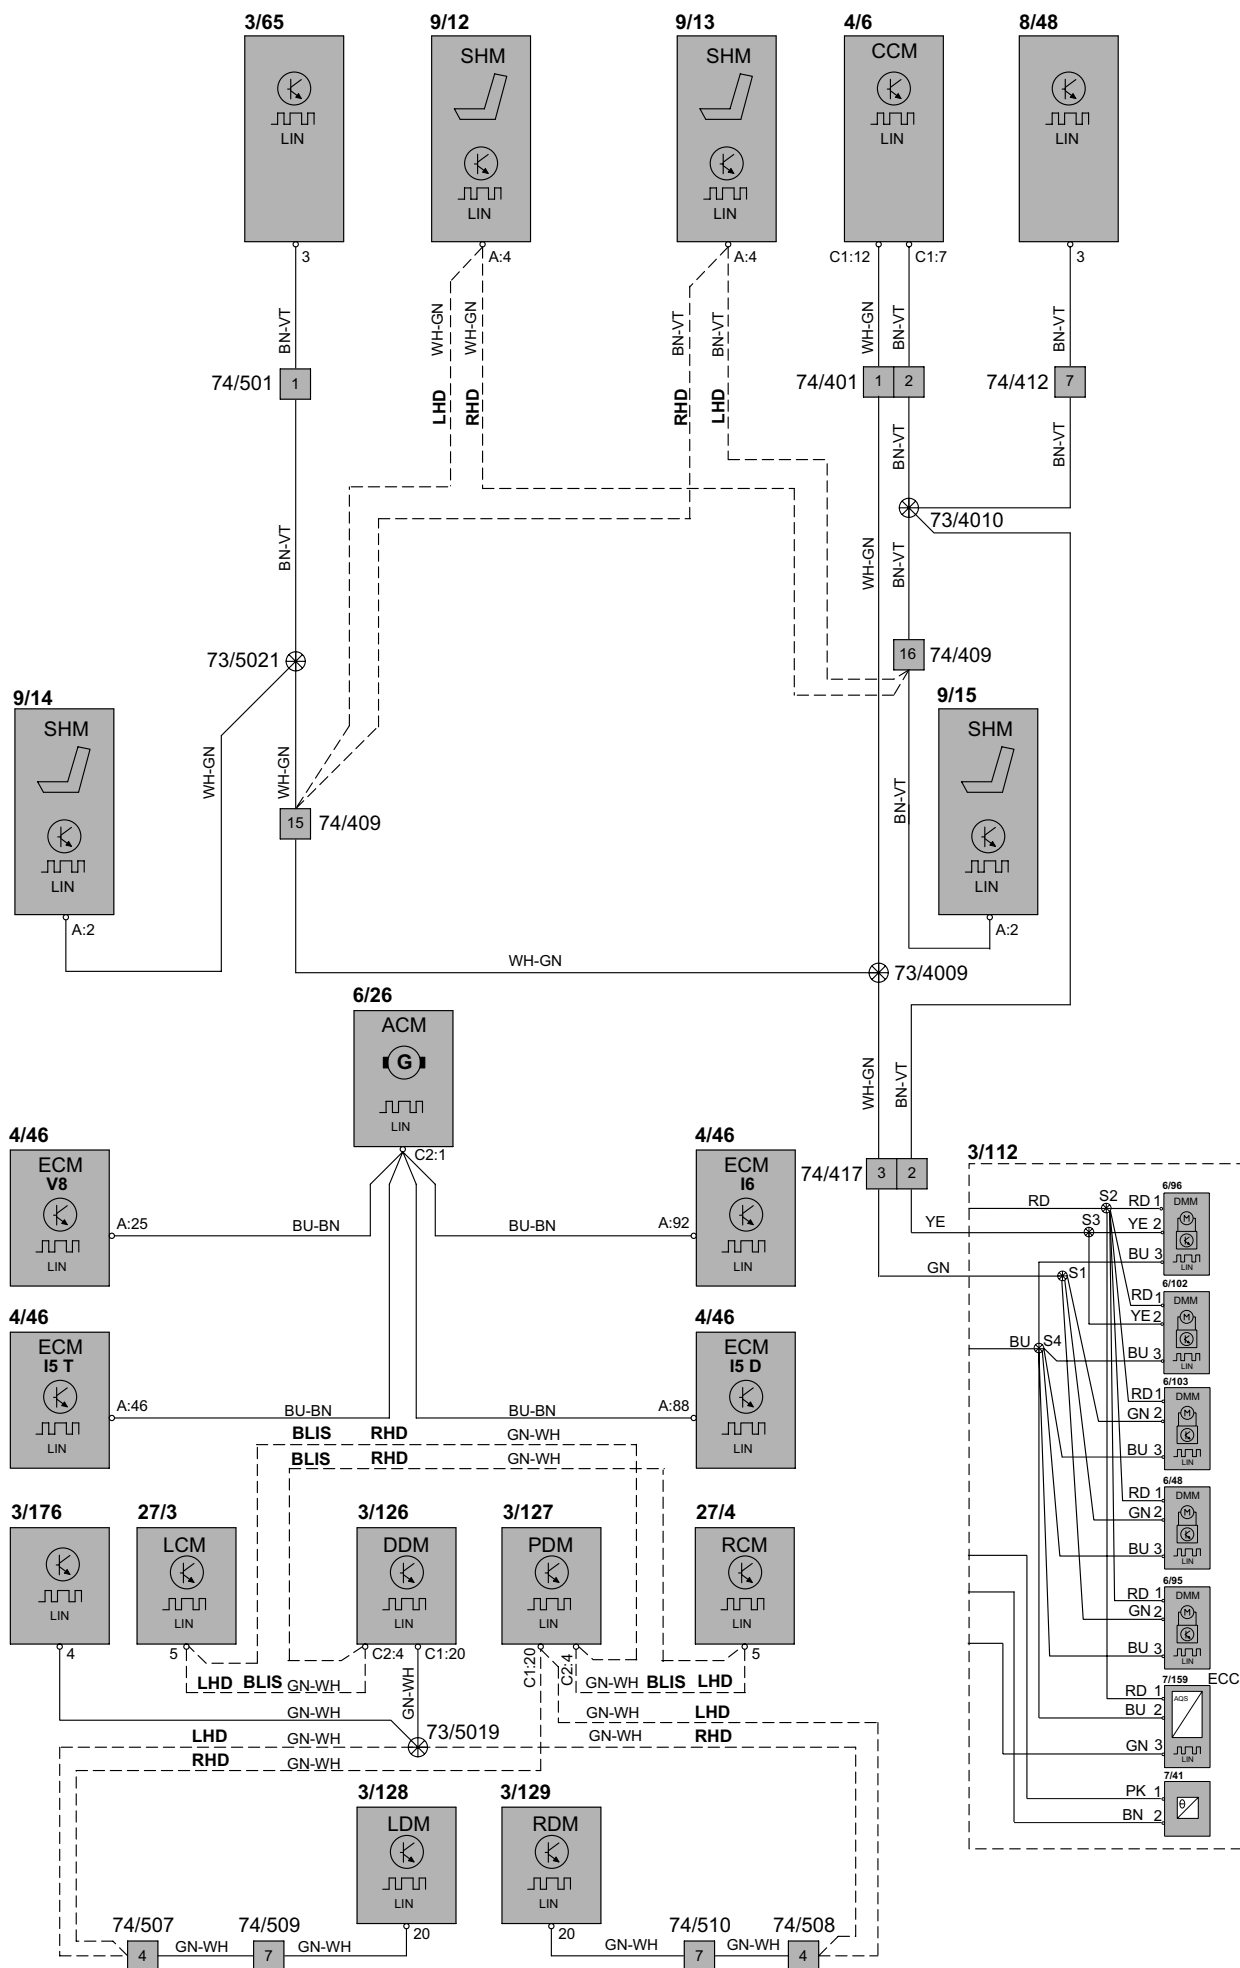 3/65 9/12 9/13 4/6 8/48
SHM SHM CCM
LIN LIN LIN
LIN LIN
3 A:4 A:4 C1:12 C1:7 3
BN-VT WH-GN WH-GN BN-VT BN-VT WH-GN BN-VT BN-VT
74/501 1 74/401 1 2 74/412 7
LHD RHD RHD LHD
BN-VT BN-VT
73/4010
BN-VT WH-GN BN-VT
73/5021 16 74/409
9/14 9/15
SHM SHM
WH-GN WH-GN BN-VT
15 74/409
LIN LIN
A:2 A:2
WH-GN 73/4009
6/26
ACM
G
LIN
WH-GN BN-VT
C2:1
4/46 4/46
ECM ECM
V8 I6
LIN LIN
A:25 BU-BN BU-BN A:92
74/417 3 2
4/46 4/46
ECM ECM
I5 T I5 D
LIN LIN
A:46 BU-BN BU-BN A:88
BLIS RHD GN-WH
BLIS RHD GN-WH
3/112
RD S2 RD 1 6/96
DMM
M
YE S3 YE 2
BU 3
LIN
GN S1
6/102
RD 1 DMM
M
YE 2
BU S4 BU 3
LIN
6/103
RD 1 DMM
M
GN 2
BU 3
LIN
6/48
RD 1 DMM
M
GN 2
BU 3
LIN
6/95
RD 1 DMM
M
GN 2
BU 3
LIN
7/159 ECC
RD 1 AQS
BU 2
GN 3
LIN
7/41
PK 1
θ
BN 2
3/176 27/3 3/126 3/127 27/4
LCM DDM PDM RCM
LIN LIN LIN LIN LIN
4 5 C2:4 C1:20 C1:20 C2:4 5
LHD BLIS GN-WH GN-WH GN-WH BLIS LHD
GN-WH GN-WH LHD
LHD GN-WH 73/5019 GN-WH RHD
RHD GN-WH
3/128 3/129
LDM RDM
LIN LIN
20 20
74/507 74/509 74/510 74/508
4 GN-WH 7 GN-WH GN-WH 7 GN-WH 4